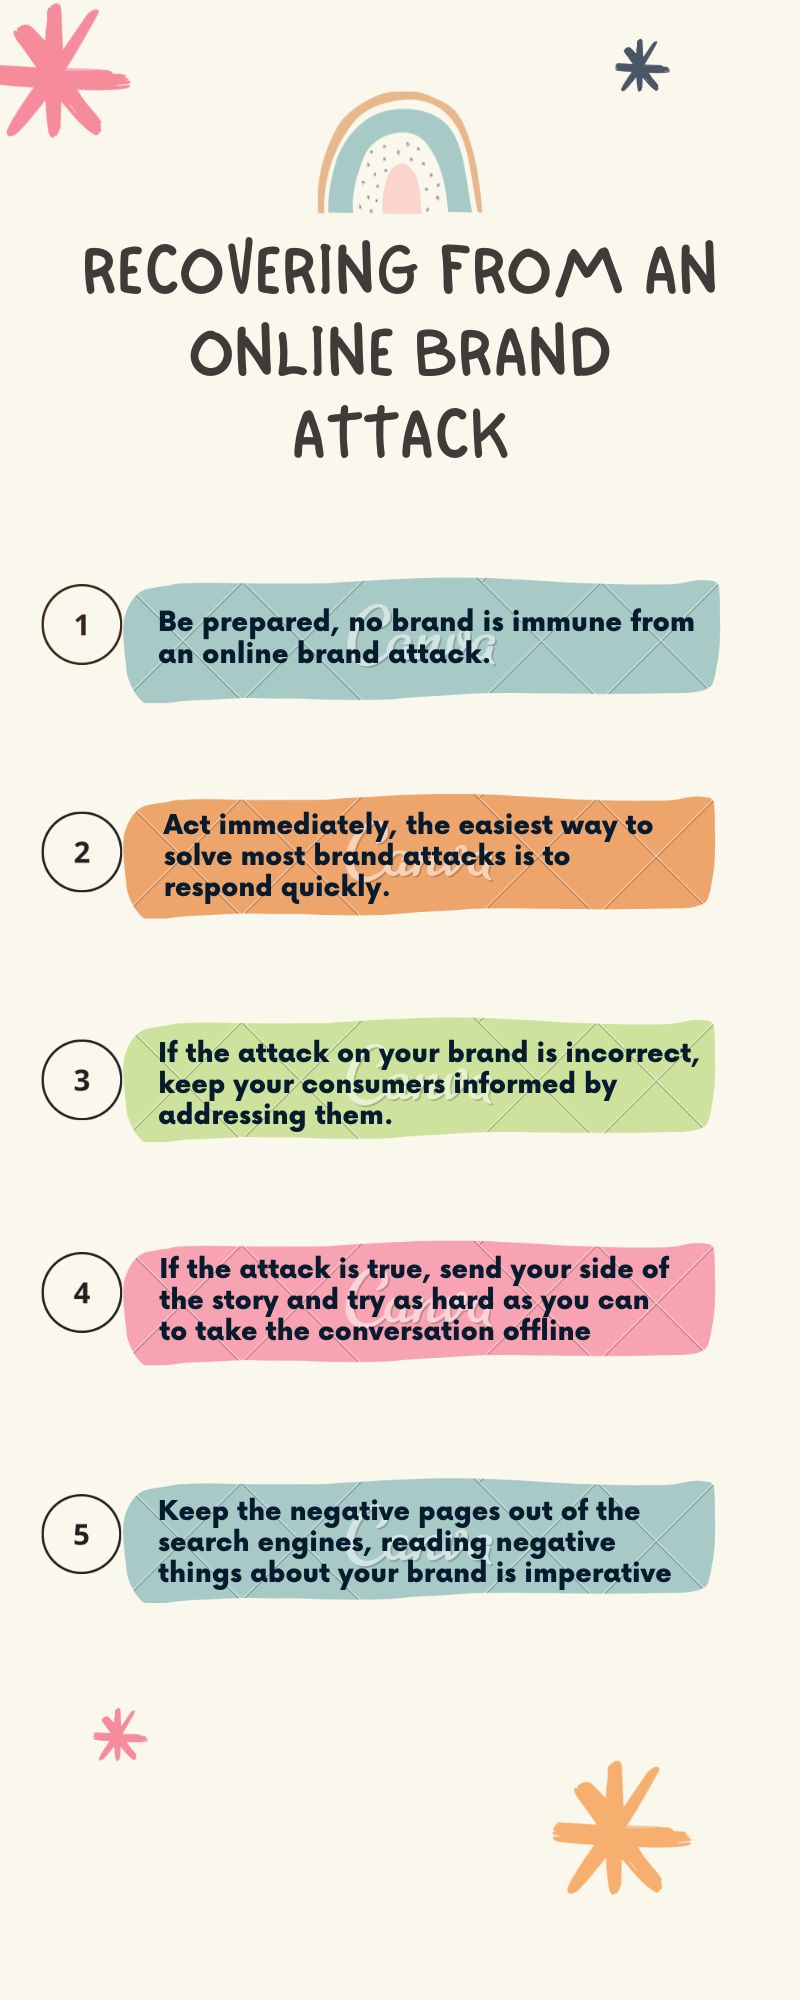 RECOVERING FROM AN
ONLINE BRAND
ATTACK
1
Be prepared, no brand is immune from
an online brand attack.
Canva
2
Act immediately, the easiest way to
solve most brand attacks is to
respond quickly.
Canva
3
If the attack on your brand is incorrect,
keep your consumers informed by
addressing them.
Canva
4
If the attack is true, send your side of
the story and try as hard as you can
to take the conversation offline
Canva
5
Keep the negative pages out of the
search engines, reading negative
things about your brand is imperative
Canva